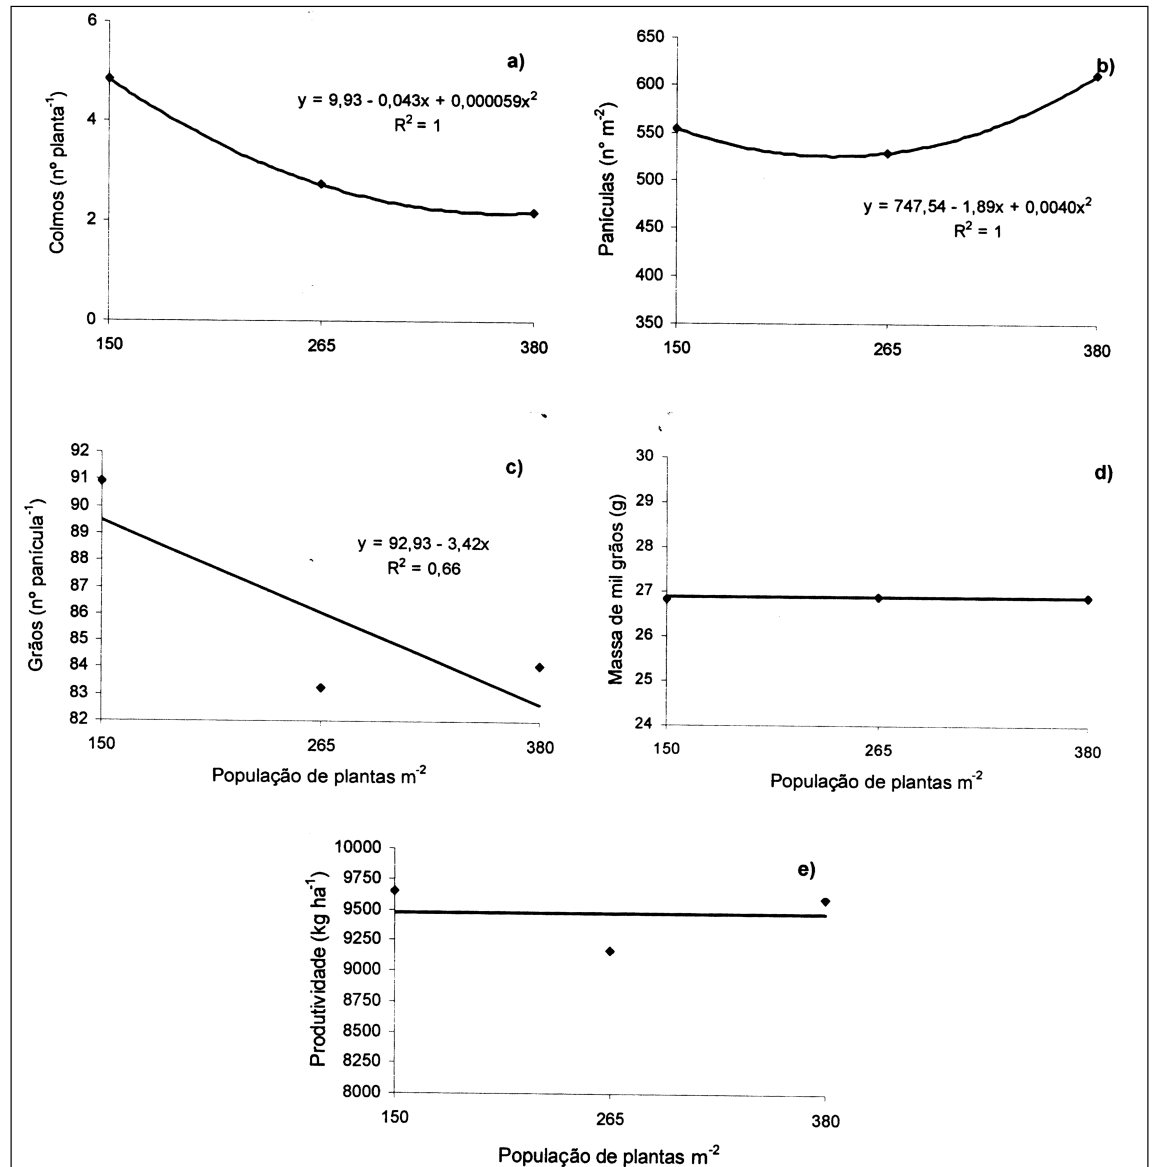 a)
y = 9,93 - 0,043x + 0,000059x²
R² = 1
Colmos (nº planta⁻¹)
6
4
2
0
150 265 380
b)
y = 747,54 - 1,89x + 0,0040x²
R² = 1
Panículas (n° m⁻²)
650
600
550
500
450
400
350
150 265 380
c)
y = 92,93 - 3,42x
R² = 0,66
Grãos (nº panícula⁻¹)
92
91
90
89
88
87
86
85
84
83
82
150 265 380
População de plantas m⁻²
d)
Massa de mil grãos (g)
30
29
28
27
26
25
24
150 265 380
População de plantas m⁻²
e)
Produtividade (kg ha⁻¹)
10000
9750
9500
9250
9000
8750
8500
8250
8000
150 265 380
População de plantas m⁻²